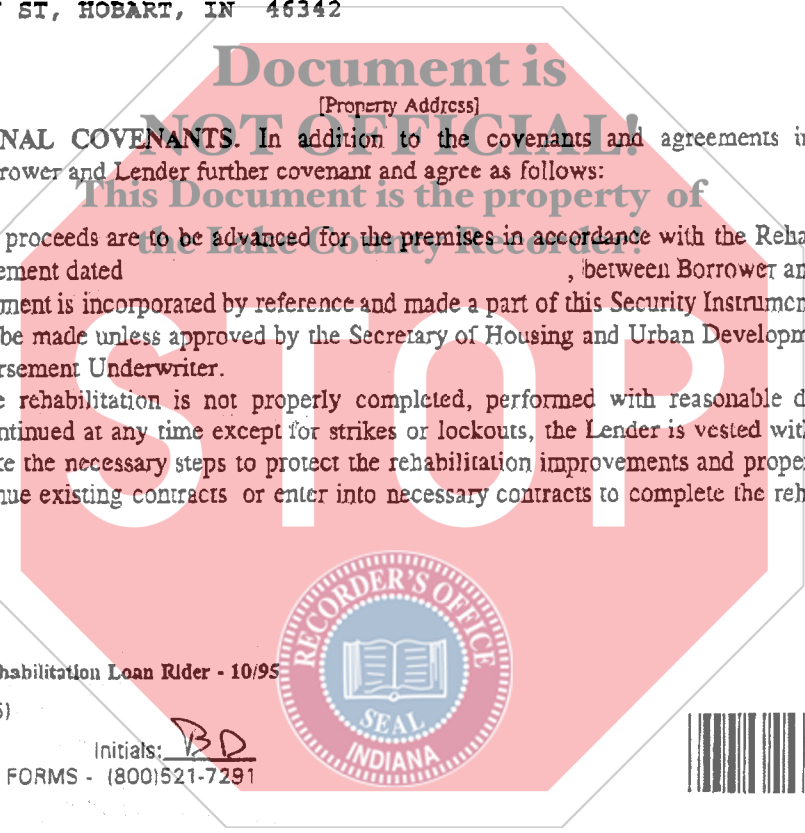 ST, HOBART, IN 46342
Document is
[Property Address]
NAL COVENANTS. In addition to the covenants and agreements in
NOT OFFICIAL!
rower and Lender further covenant and agree as follows:
This Document is the property of
the Lake County Recorder!
proceeds are to be advanced for the premises in accordance with the Reha
ement dated , between Borrower an
ment is incorporated by reference and made a part of this Security Instrumen
be made unless approved by the Secretary of Housing and Urban Developm
rsement Underwriter.
e rehabilitation is not properly completed, performed with reasonable d
ntinued at any time except for strikes or lockouts, the Lender is vested with
ke the necessary steps to protect the rehabilitation improvements and proper
nue existing contracts or enter into necessary contracts to complete the reh
STOP
RECORDER'S OFFICE
SEAL
INDIANA
habilitation Loan Rider - 10/95
5)
Initials: BD
FORMS - (800)521-7291